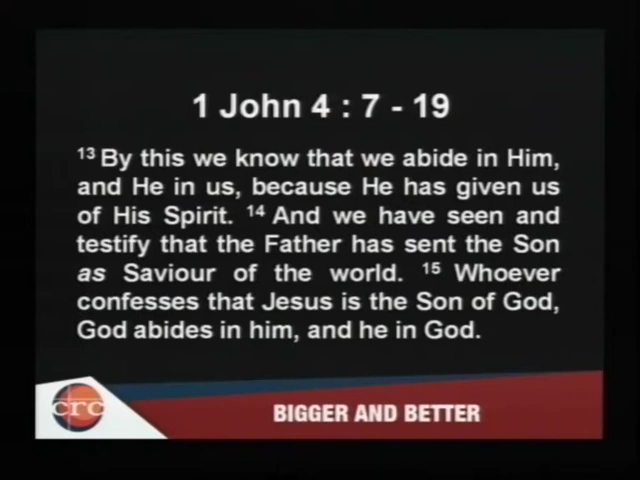 1 John 4 : 7 - 19
13 By this we know that we abide in Him,
and He in us, because He has given us
of His Spirit. 14 And we have seen and
testify that the Father has sent the Son
as Saviour of the world. 15 Whoever
confesses that Jesus is the Son of God,
God abides in him, and he in God.
crc
BIGGER AND BETTER